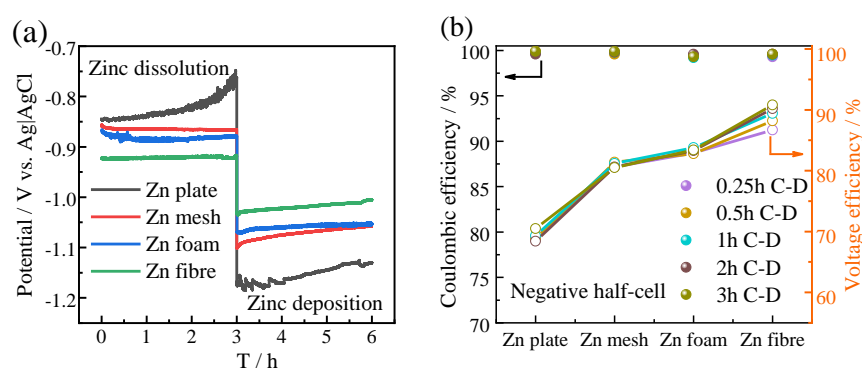 (a)
-0.7
-0.8
-0.9
-1.0
-1.1
-1.2
Potential / V vs. Ag|AgCl
Zinc dissolution
Zn plate
Zn mesh
Zn foam
Zn fibre
Zinc deposition
0 1 2 3 4 5 6
T / h
(b)
100
95
90
85
80
75
70
Coulombic efficiency / %
0.25h C-D
0.5h C-D
1h C-D
2h C-D
3h C-D
Negative half-cell
Zn plate Zn mesh Zn foam Zn fibre
100
90
80
70
60
Voltage efficiency / %